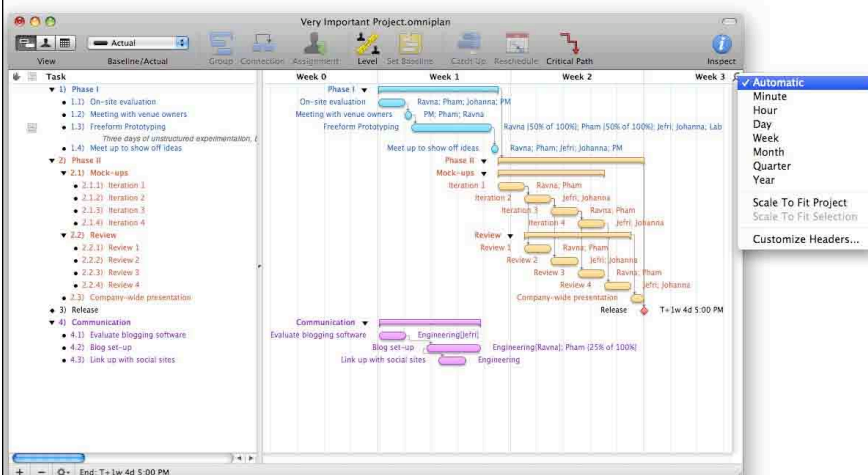 Very Important Project.omniplan
Actual
View Baseline/Actual Group Connection Assignment Level Set Baseline Catch Up Reschedule Critical Path Inspect
Task Week 0 Week 1 Week 2 Week 3
1) Phase I Phase I
1.1) On-site evaluation On-site evaluation Ravna; Pham; Johanna; PM
1.2) Meeting with venue owners Meeting with venue owners PM; Pham; Ravna
1.3) Freeform Prototyping Freeform Prototyping Ravna [50% of 100%]; Pham [50% of 100%]; Jefri; Johanna; Lab
Three days of unstructured experimentation,
1.4) Meet up to show off ideas Meet up to show off ideas Ravna; Pham; Jefri; Johanna; PM
2) Phase II Phase II
2.1) Mock-ups Mock-ups
2.1.1) Iteration 1 Iteration 1 Ravna; Pham
2.1.2) Iteration 2 Iteration 2 Jefri; Johanna
2.1.3) Iteration 3 Iteration 3 Ravna; Pham
2.1.4) Iteration 4 Iteration 4 Jefri; Johanna
2.2) Review Review
2.2.1) Review 1 Review 1 Ravna; Pham
2.2.2) Review 2 Review 2 Jefri; Johanna
2.2.3) Review 3 Review 3 Ravna; Pham
2.2.4) Review 4 Review 4 Jefri; Johanna
2.3) Company-wide presentation Company-wide presentation
3) Release Release T+1w 4d 5:00 PM
4) Communication Communication
4.1) Evaluate blogging software Evaluate blogging software Engineering[Jefri]
4.2) Blog set-up Blog set-up Engineering[Ravna]; Pham [25% of 100%]
4.3) Link up with social sites Link up with social sites Engineering
End: T+1w 4d 5:00 PM
✓ Automatic
Minute
Hour
Day
Week
Month
Quarter
Year
Scale To Fit Project
Scale To Fit Selection
Customize Headers...